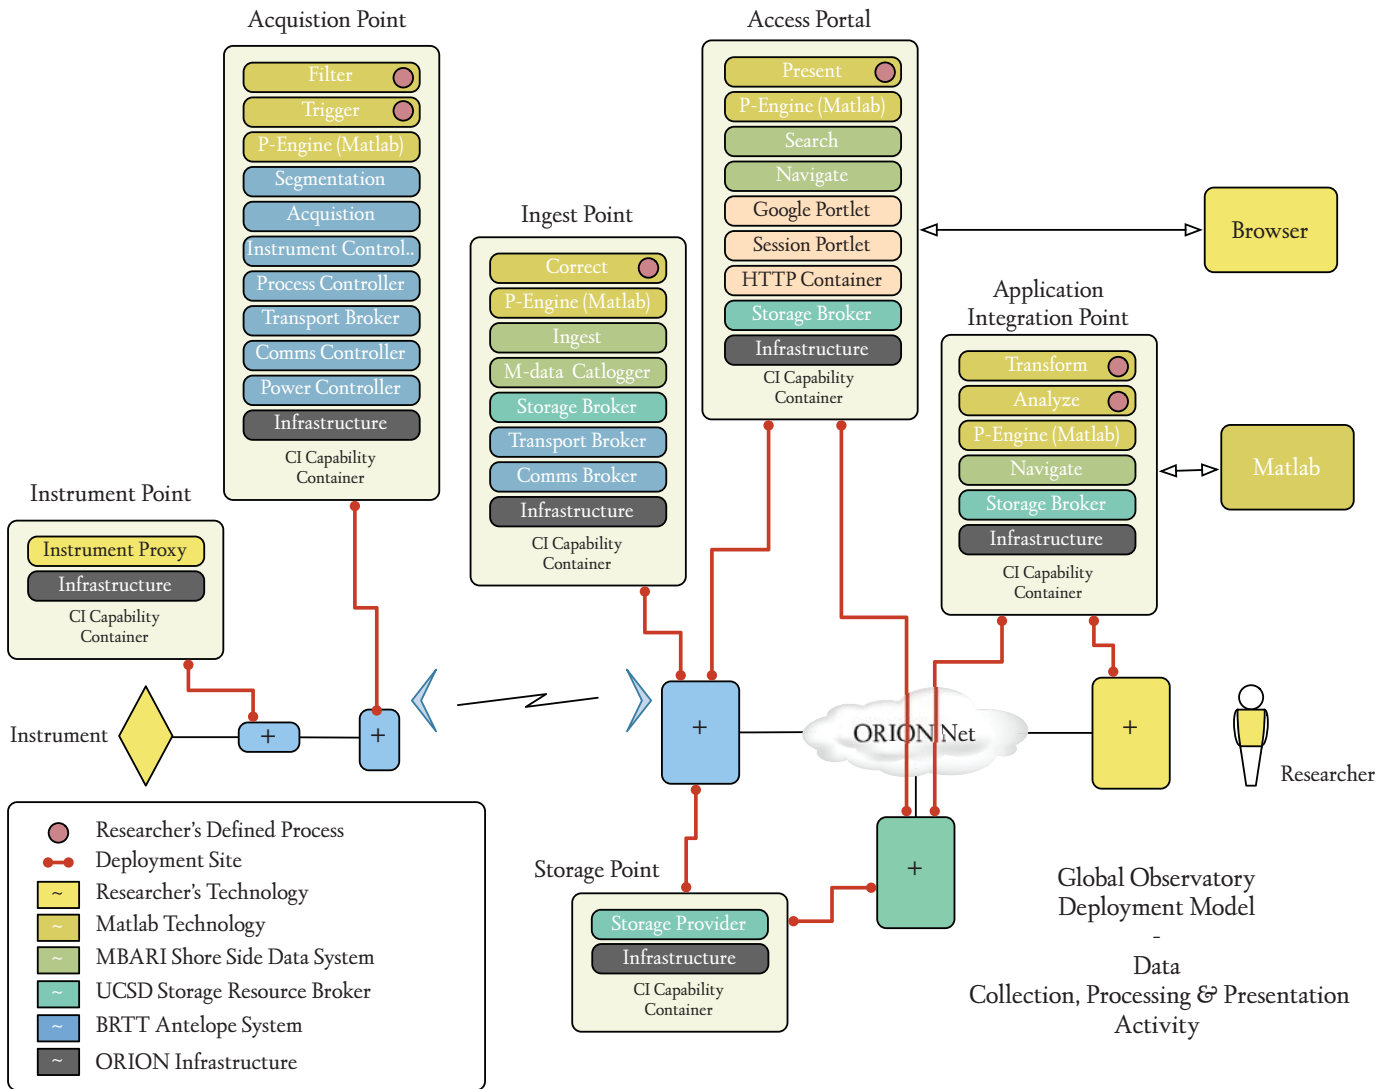 Acquistion Point
Filter
Trigger
P-Engine (Matlab)
Segmentation
Acquistion
Instrument Control..
Process Controller
Transport Broker
Comms Controller
Power Controller
Infrastructure
CI Capability
Container
Access Portal
Present
P-Engine (Matlab)
Search
Navigate
Google Portlet
Session Portlet
HTTP Container
Storage Broker
Infrastructure
CI Capability
Container
Ingest Point
Correct
P-Engine (Matlab)
Ingest
M-data Catlogger
Storage Broker
Transport Broker
Comms Broker
Infrastructure
CI Capability
Container
Browser
Application
Integration Point
Transform
Analyze
P-Engine (Matlab)
Navigate
Storage Broker
Infrastructure
CI Capability
Container
Matlab
Instrument Point
Instrument Proxy
Infrastructure
CI Capability
Container
Instrument
+
+
+
ORION Net
+
Researcher
+
Storage Point
Storage Provider
Infrastructure
CI Capability
Container
Researcher's Defined Process
Deployment Site
~ Researcher's Technology
~ Matlab Technology
~ MBARI Shore Side Data System
~ UCSD Storage Resource Broker
~ BRTT Antelope System
~ ORION Infrastructure
Global Observatory
Deployment Model
-
Data
Collection, Processing & Presentation
Activity